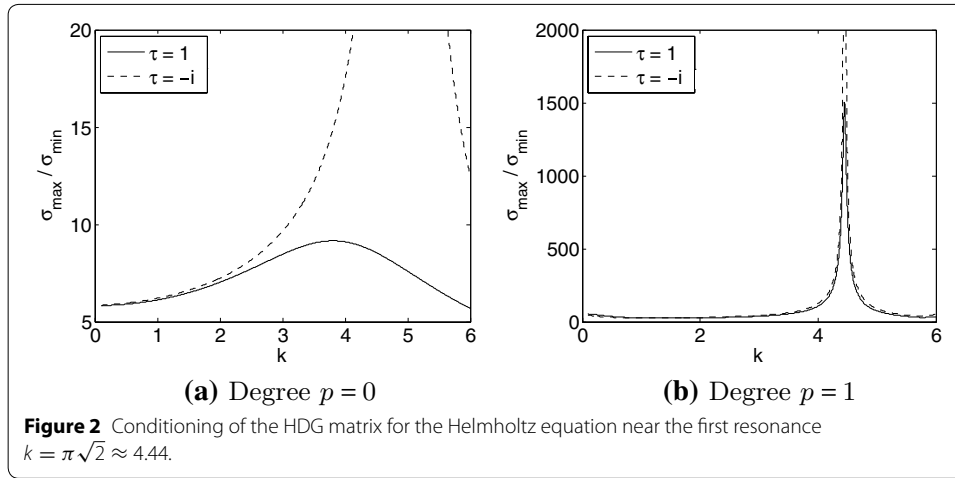 20
15
10
5
τ = 1
τ = −i
σmax / σmin
0 1 2 3 4 5 6
k
(a) Degree p = 0
2000
1500
1000
500
0
τ = 1
τ = −i
σmax / σmin
0 2 4 6
k
(b) Degree p = 1
Figure 2 Conditioning of the HDG matrix for the Helmholtz equation near the first resonance
k = π√2 ≈ 4.44.